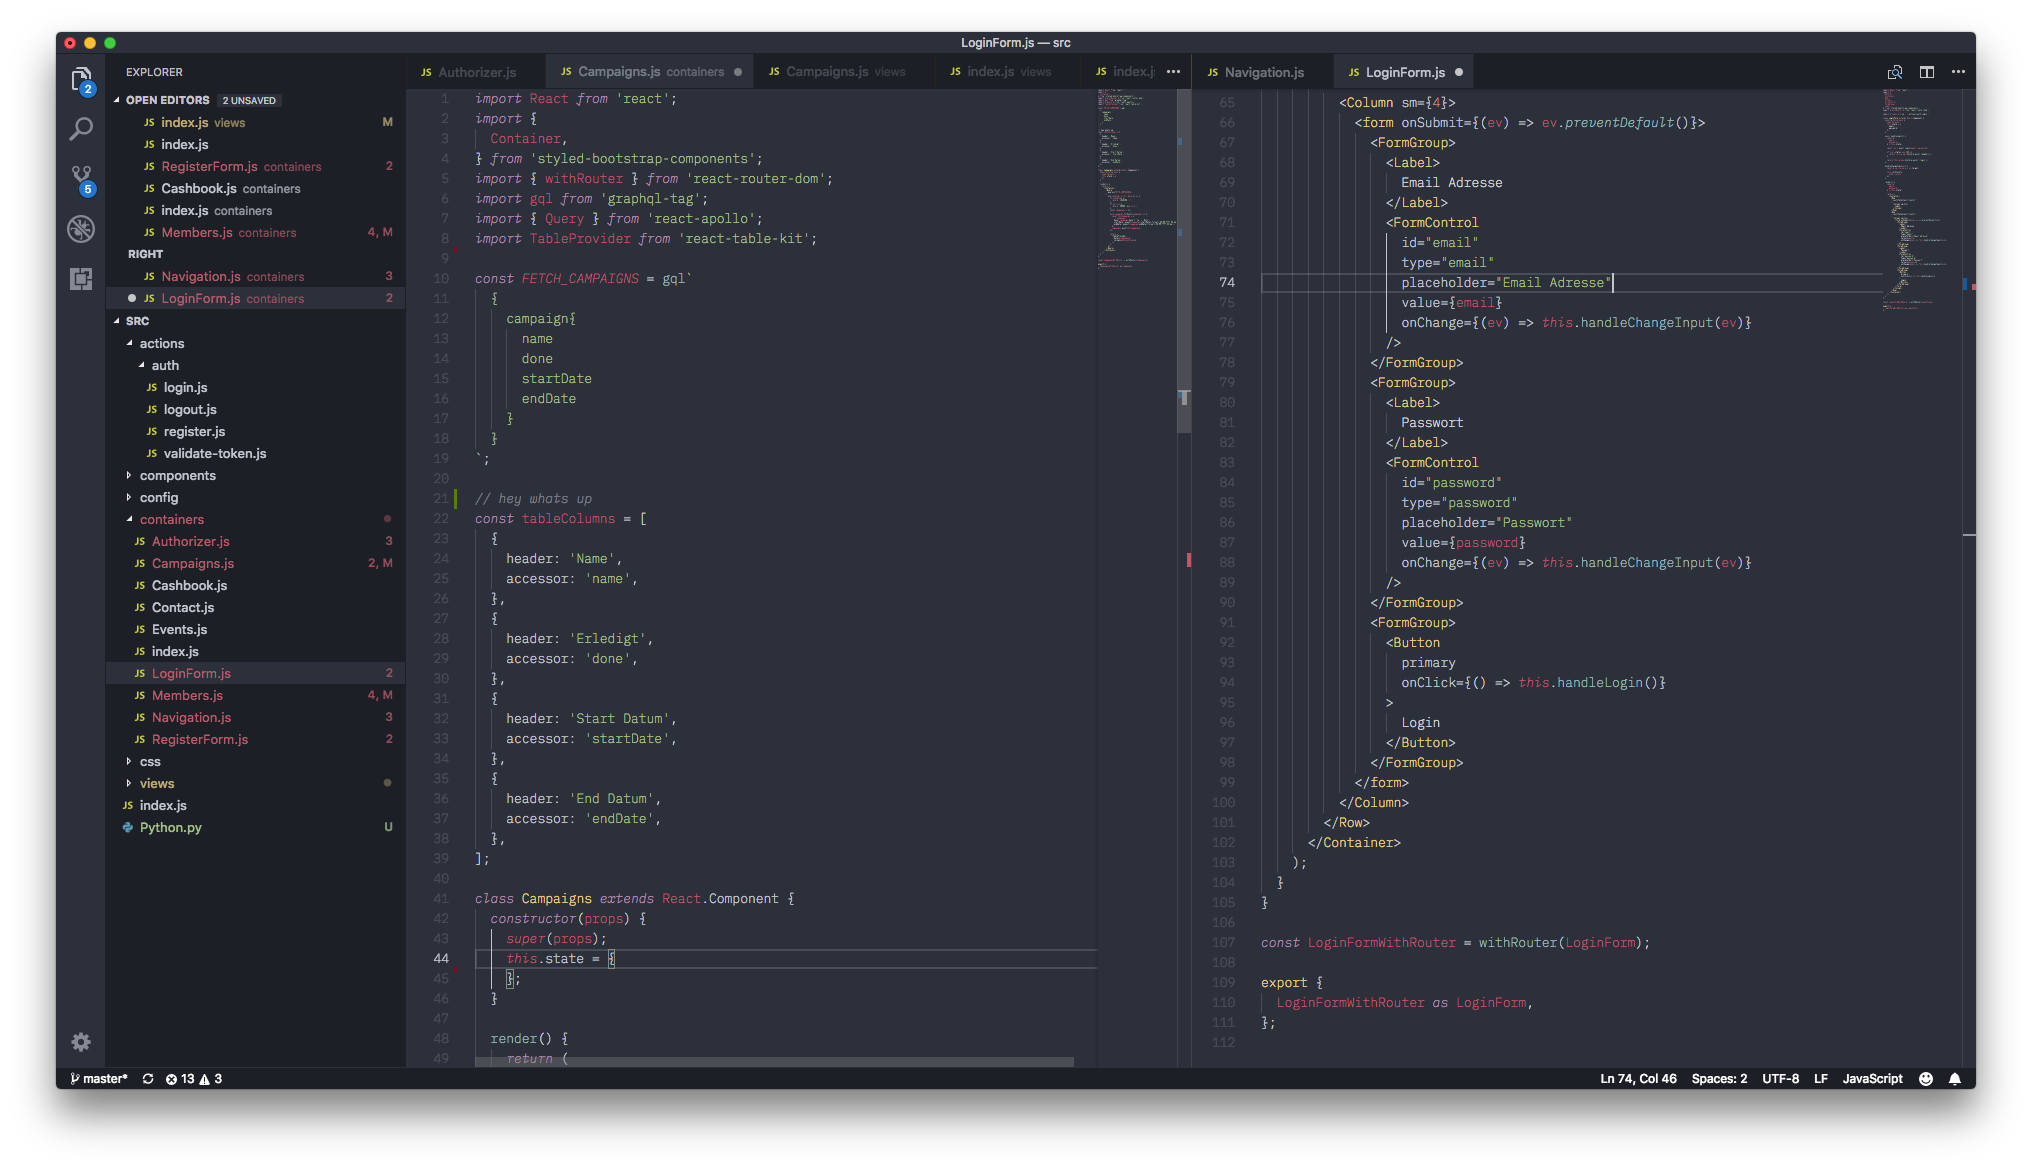 LoginForm.js — src
EXPLORER
OPEN EDITORS 2 UNSAVED
JS index.js views M
JS index.js
JS RegisterForm.js containers 2
JS Cashbook.js containers
JS index.js containers
JS Members.js containers 4, M
RIGHT
JS Navigation.js containers 3
JS LoginForm.js containers 2
SRC
actions
auth
JS login.js
JS logout.js
JS register.js
JS validate-token.js
components
config
containers
JS Authorizer.js 3
JS Campaigns.js 2, M
JS Cashbook.js
JS Contact.js
JS Events.js
JS index.js
JS LoginForm.js 2
JS Members.js 4, M
JS Navigation.js 3
JS RegisterForm.js 2
css
views
JS index.js
Python.py U
2
5
JS Authorizer.js JS Campaigns.js containers JS Campaigns.js views JS index.js views JS index.j
1 import React from 'react';
2 import {
3 Container,
4 } from 'styled-bootstrap-components';
5 import { withRouter } from 'react-router-dom';
6 import gql from 'graphql-tag';
7 import { Query } from 'react-apollo';
8 import TableProvider from 'react-table-kit';
9
10 const FETCH_CAMPAIGNS = gql`
11 {
12 campaign{
13 name
14 done
15 startDate
16 endDate
17 }
18 }
19 `;
20
21 // hey whats up
22 const tableColumns = [
23 {
24 header: 'Name',
25 accessor: 'name',
26 },
27 {
28 header: 'Erledigt',
29 accessor: 'done',
30 },
31 {
32 header: 'Start Datum',
33 accessor: 'startDate',
34 },
35 {
36 header: 'End Datum',
37 accessor: 'endDate',
38 },
39 ];
40
41 class Campaigns extends React.Component {
42 constructor(props) {
43 super(props);
44 this.state = {
45 };
46 }
47
48 render() {
49 return (
JS Navigation.js JS LoginForm.js
65 <Column sm={4}>
66 <form onSubmit={(ev) => ev.preventDefault()}>
67 <FormGroup>
68 <Label>
69 Email Adresse
70 </Label>
71 <FormControl
72 id="email"
73 type="email"
74 placeholder="Email Adresse"
75 value={email}
76 onChange={(ev) => this.handleChangeInput(ev)}
77 />
78 </FormGroup>
79 <FormGroup>
80 <Label>
81 Passwort
82 </Label>
83 <FormControl
84 id="password"
85 type="password"
86 placeholder="Passwort"
87 value={password}
88 onChange={(ev) => this.handleChangeInput(ev)}
89 />
90 </FormGroup>
91 <FormGroup>
92 <Button
93 primary
94 onClick={() => this.handleLogin()}
95 >
96 Login
97 </Button>
98 </FormGroup>
99 </form>
100 </Column>
101 </Row>
102 </Container>
103 );
104 }
105 }
106
107 const LoginFormWithRouter = withRouter(LoginForm);
108
109 export {
110 LoginFormWithRouter as LoginForm,
111 };
112
master* 13 3 Ln 74, Col 46 Spaces: 2 UTF-8 LF JavaScript